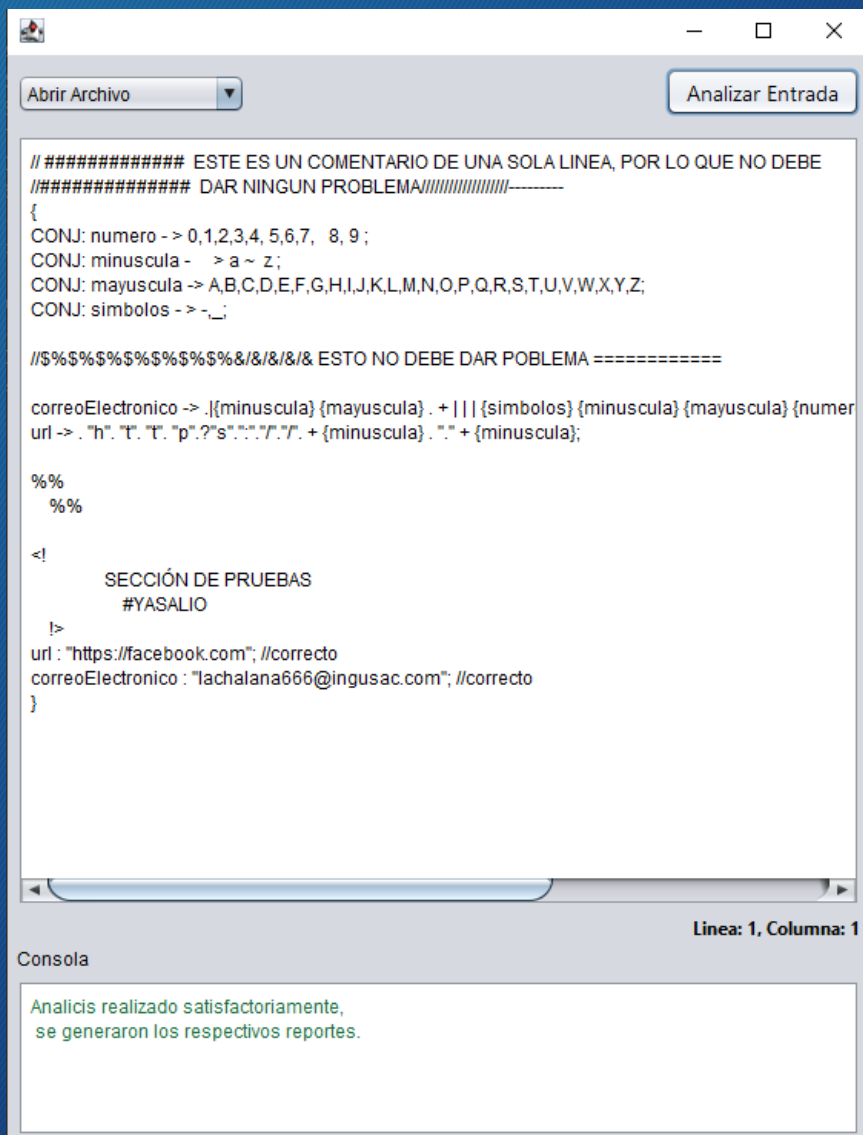 Abrir Archivo
Analizar Entrada
// ############# ESTE ES UN COMENTARIO DE UNA SOLA LINEA, POR LO QUE NO DEBE
//############## DAR NINGUN PROBLEMA///////////////////---------
{
CONJ: numero - > 0,1,2,3,4, 5,6,7, 8, 9 ;
CONJ: minuscula - > a ~ z ;
CONJ: mayuscula -> A,B,C,D,E,F,G,H,I,J,K,L,M,N,O,P,Q,R,S,T,U,V,W,X,Y,Z;
CONJ: simbolos - > -,_;
//$%$%$%$%$%$%$%$%&/&/&/&/& ESTO NO DEBE DAR POBLEMA ============
correoElectronico -> .|{minuscula} {mayuscula} . + | | | {simbolos} {minuscula} {mayuscula} {numer
url -> . "h". "t". "t". "p".?"s".":"."/"."/". + {minuscula} . "." + {minuscula};
%%
%%
<!
SECCIÓN DE PRUEBAS
#YASALIO
!>
url : "https://facebook.com"; //correcto
correoElectronico : "lachalana666@ingusac.com"; //correcto
}
Linea: 1, Columna: 1
Consola
Analicis realizado satisfactoriamente,
se generaron los respectivos reportes.